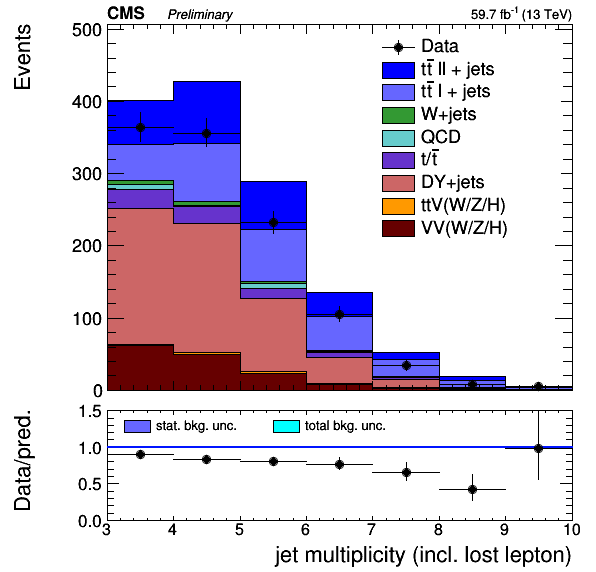 CMS Preliminary 59.7 fb⁻¹ (13 TeV)
Events
500
400
300
200
100
0
Data
tt̄ ll + jets
tt̄ l + jets
W+jets
QCD
t/t̄
DY+jets
ttV(W/Z/H)
VV(W/Z/H)
Data/pred.
1.5
1.0
0.5
0.0
stat. bkg. unc. total bkg. unc.
3 4 5 6 7 8 9 10
jet multiplicity (incl. lost lepton)